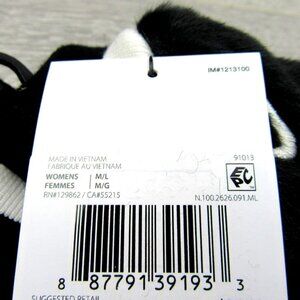 IM#1213100
MADE IN VIETNAM
FABRIQUÉ AU VIETNAM
91013
WOMENS M/L
FEMMES M/G
RN#129862 / CA#55215
N.100.2626.091.ML
8 87791 39193 3
SUGGESTED RETAIL